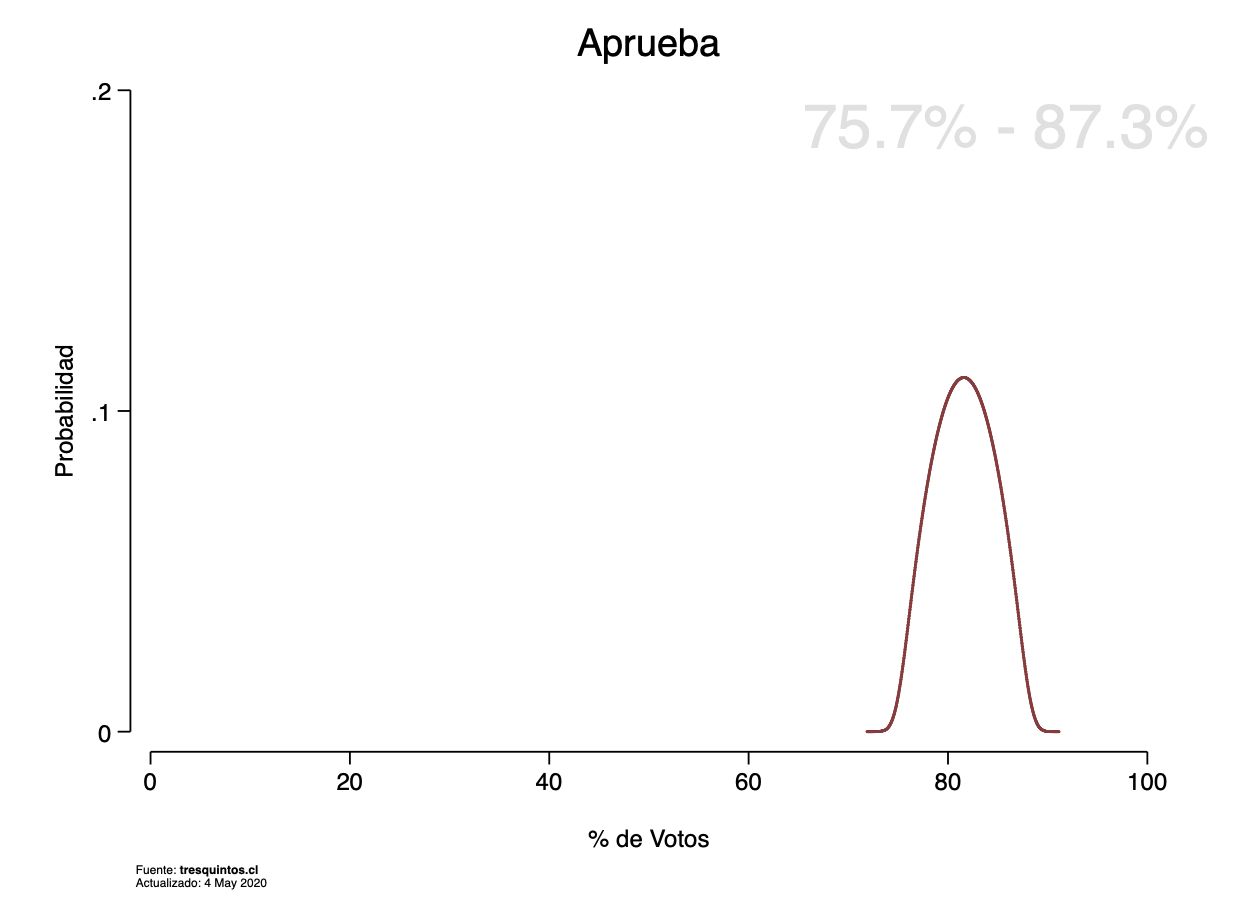 Aprueba
75.7% - 87.3%
.2
.1
0
Probabilidad
0 20 40 60 80 100
% de Votos
Fuente: tresquintos.cl
Actualizado: 4 May 2020